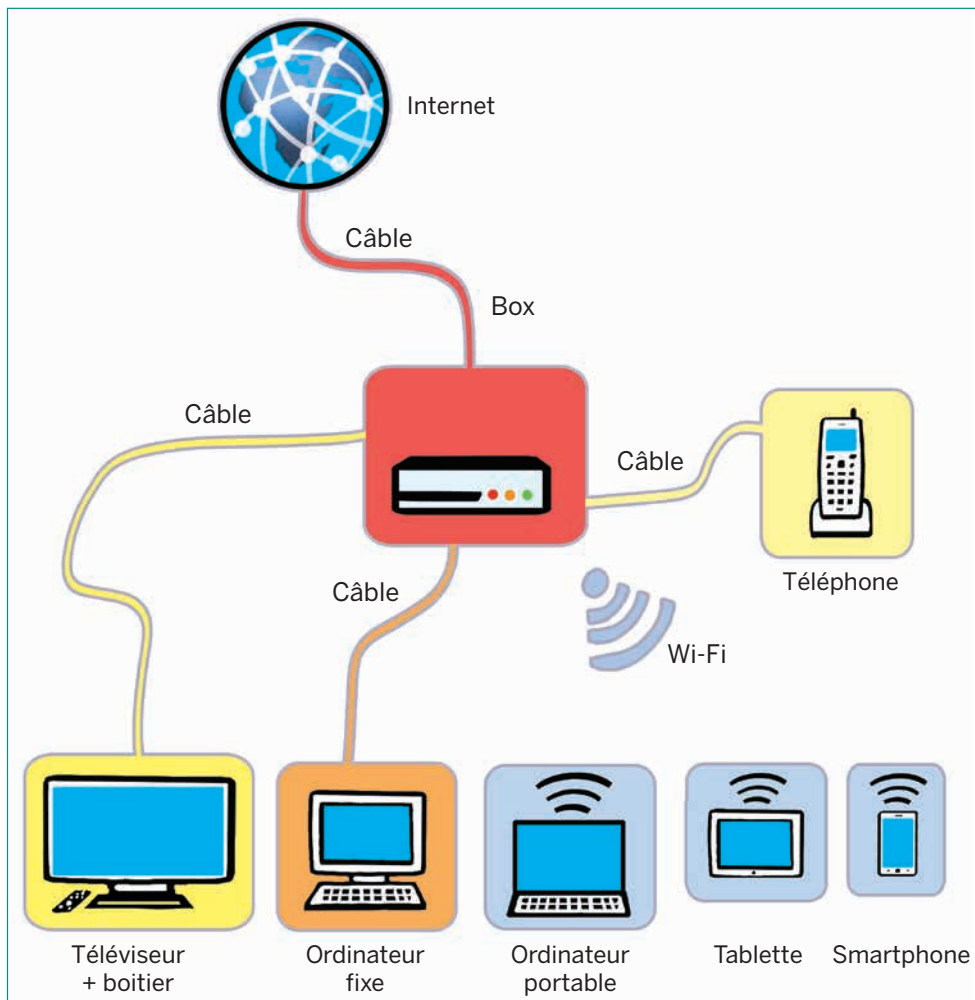 Internet
Câble
Box
Câble
Câble
Téléphone
Câble
Wi-Fi
Téléviseur
+ boitier
Ordinateur
fixe
Ordinateur
portable
Tablette
Smartphone